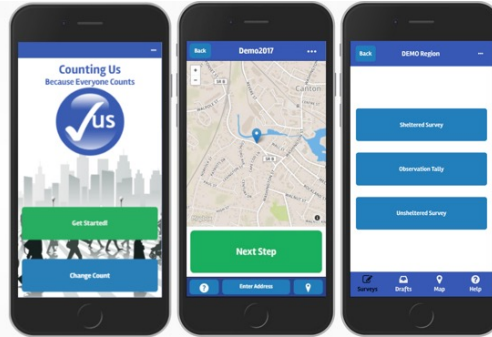 Counting Us
Because Everyone Counts
us
Get Started!
Change Count
Back
Demo2017
Canton
Next Step
Enter Address
Back
DEMO Region
Sheltered Survey
Observation Tally
Unsheltered Survey
Surveys
Drafts
Map
Help